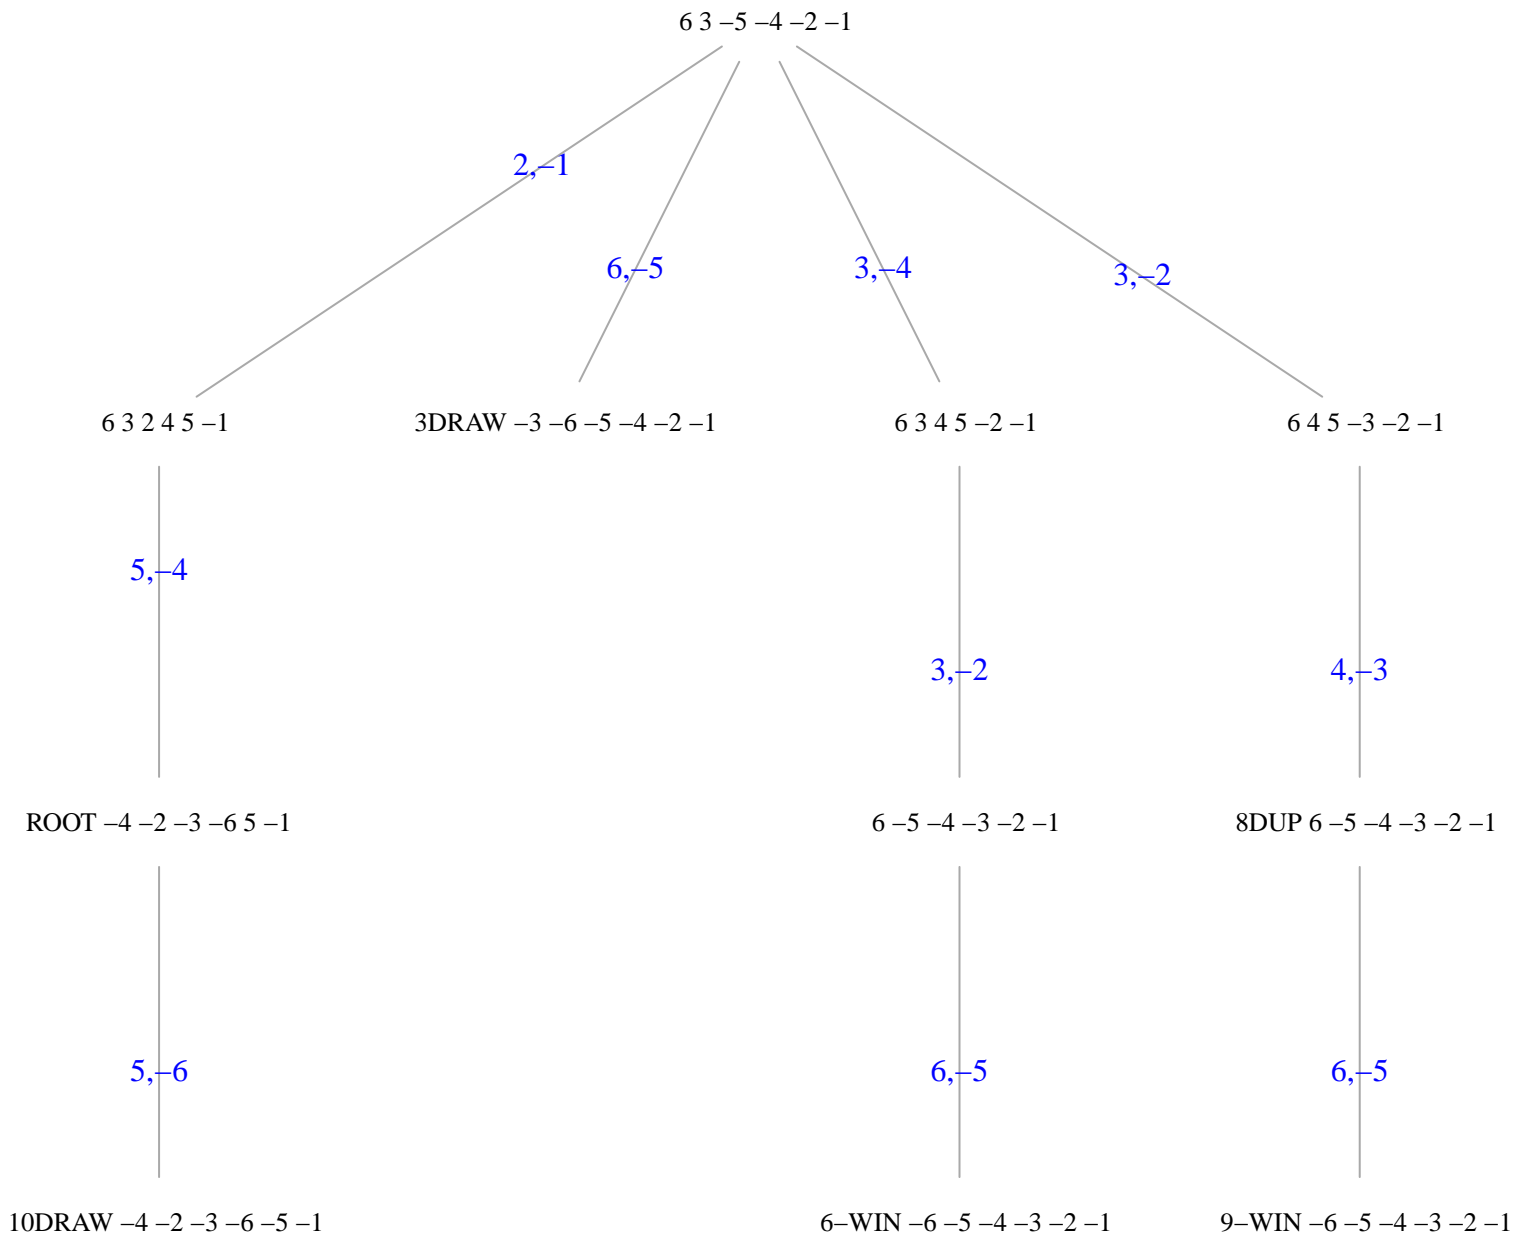 6 3 –5 –4 –2 –1
2,–1
6,–5
3,–4
3,–2
6 3 2 4 5 –1
3DRAW –3 –6 –5 –4 –2 –1
6 3 4 5 –2 –1
6 4 5 –3 –2 –1
5,–4
3,–2
4,–3
ROOT –4 –2 –3 –6 5 –1
6 –5 –4 –3 –2 –1
8DUP 6 –5 –4 –3 –2 –1
5,–6
6,–5
6,–5
10DRAW –4 –2 –3 –6 –5 –1
6–WIN –6 –5 –4 –3 –2 –1
9–WIN –6 –5 –4 –3 –2 –1